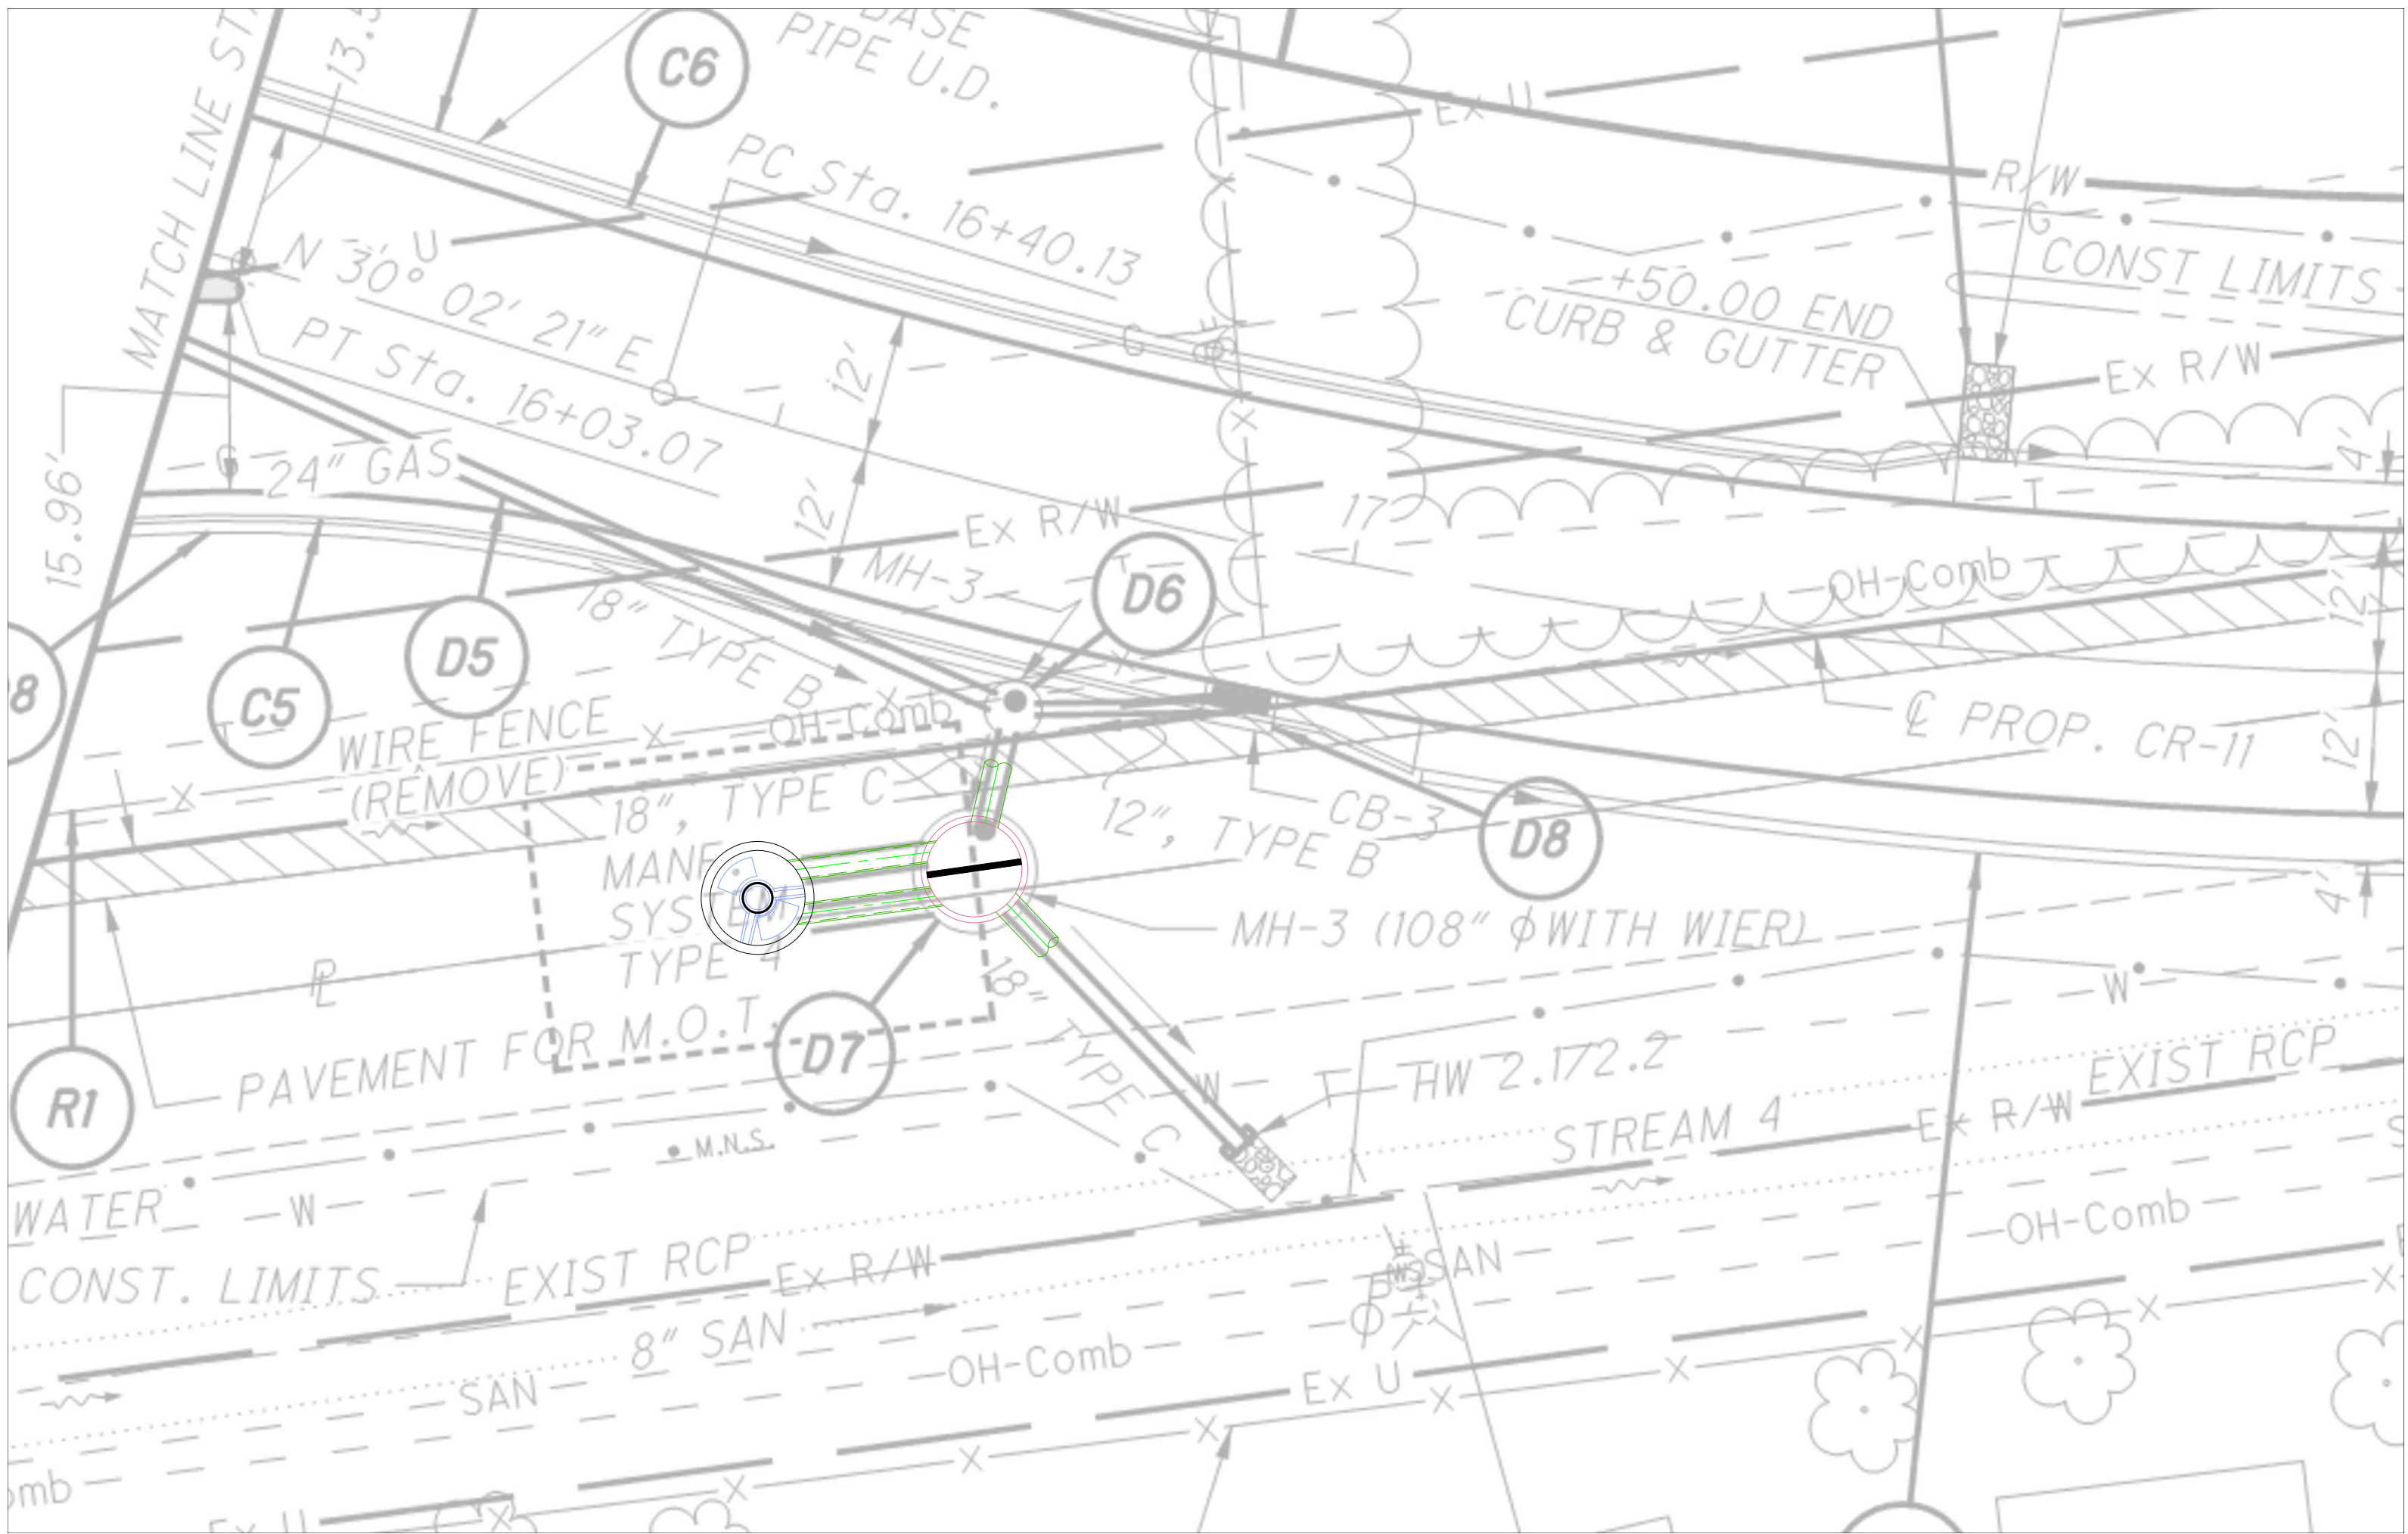 MATCH LINE
PIPE U.D.
C6
Ex U
PC Sta. 16+40.13
R/W
G
CONST LIMITS
U
N 30° 02' 21" E
PT Sta. 16+03.07
+50.00 END
CURB & GUTTER
Ex R/W
12'
12'
G
15.96'
G
24" GAS
Ex R/W
17
T
4'
MH-3
D6
OH-Comb
12'
18" TYPE B
D5
C5
8
OH-Comb
WIRE FENCE
(REMOVE)
℄ PROP. CR-11
12'
18", TYPE C
12", TYPE B
CB-3
D8
4'
MANF
SYSTEM
TYPE 4
MH-3 (108" ϕ WITH WIER)
℄
18" TYPE C
PAVEMENT FOR M.O.T.
D7
R1
W
W
T
HW 2.172.2
EXIST RCP
M.N.S.
STREAM 4
Ex R/W
WATER
W
CONST. LIMITS
EXIST RCP
Ex R/W
SAN
OH-Comb
8" SAN
SAN
OH-Comb
Ex U
omb
Ex U